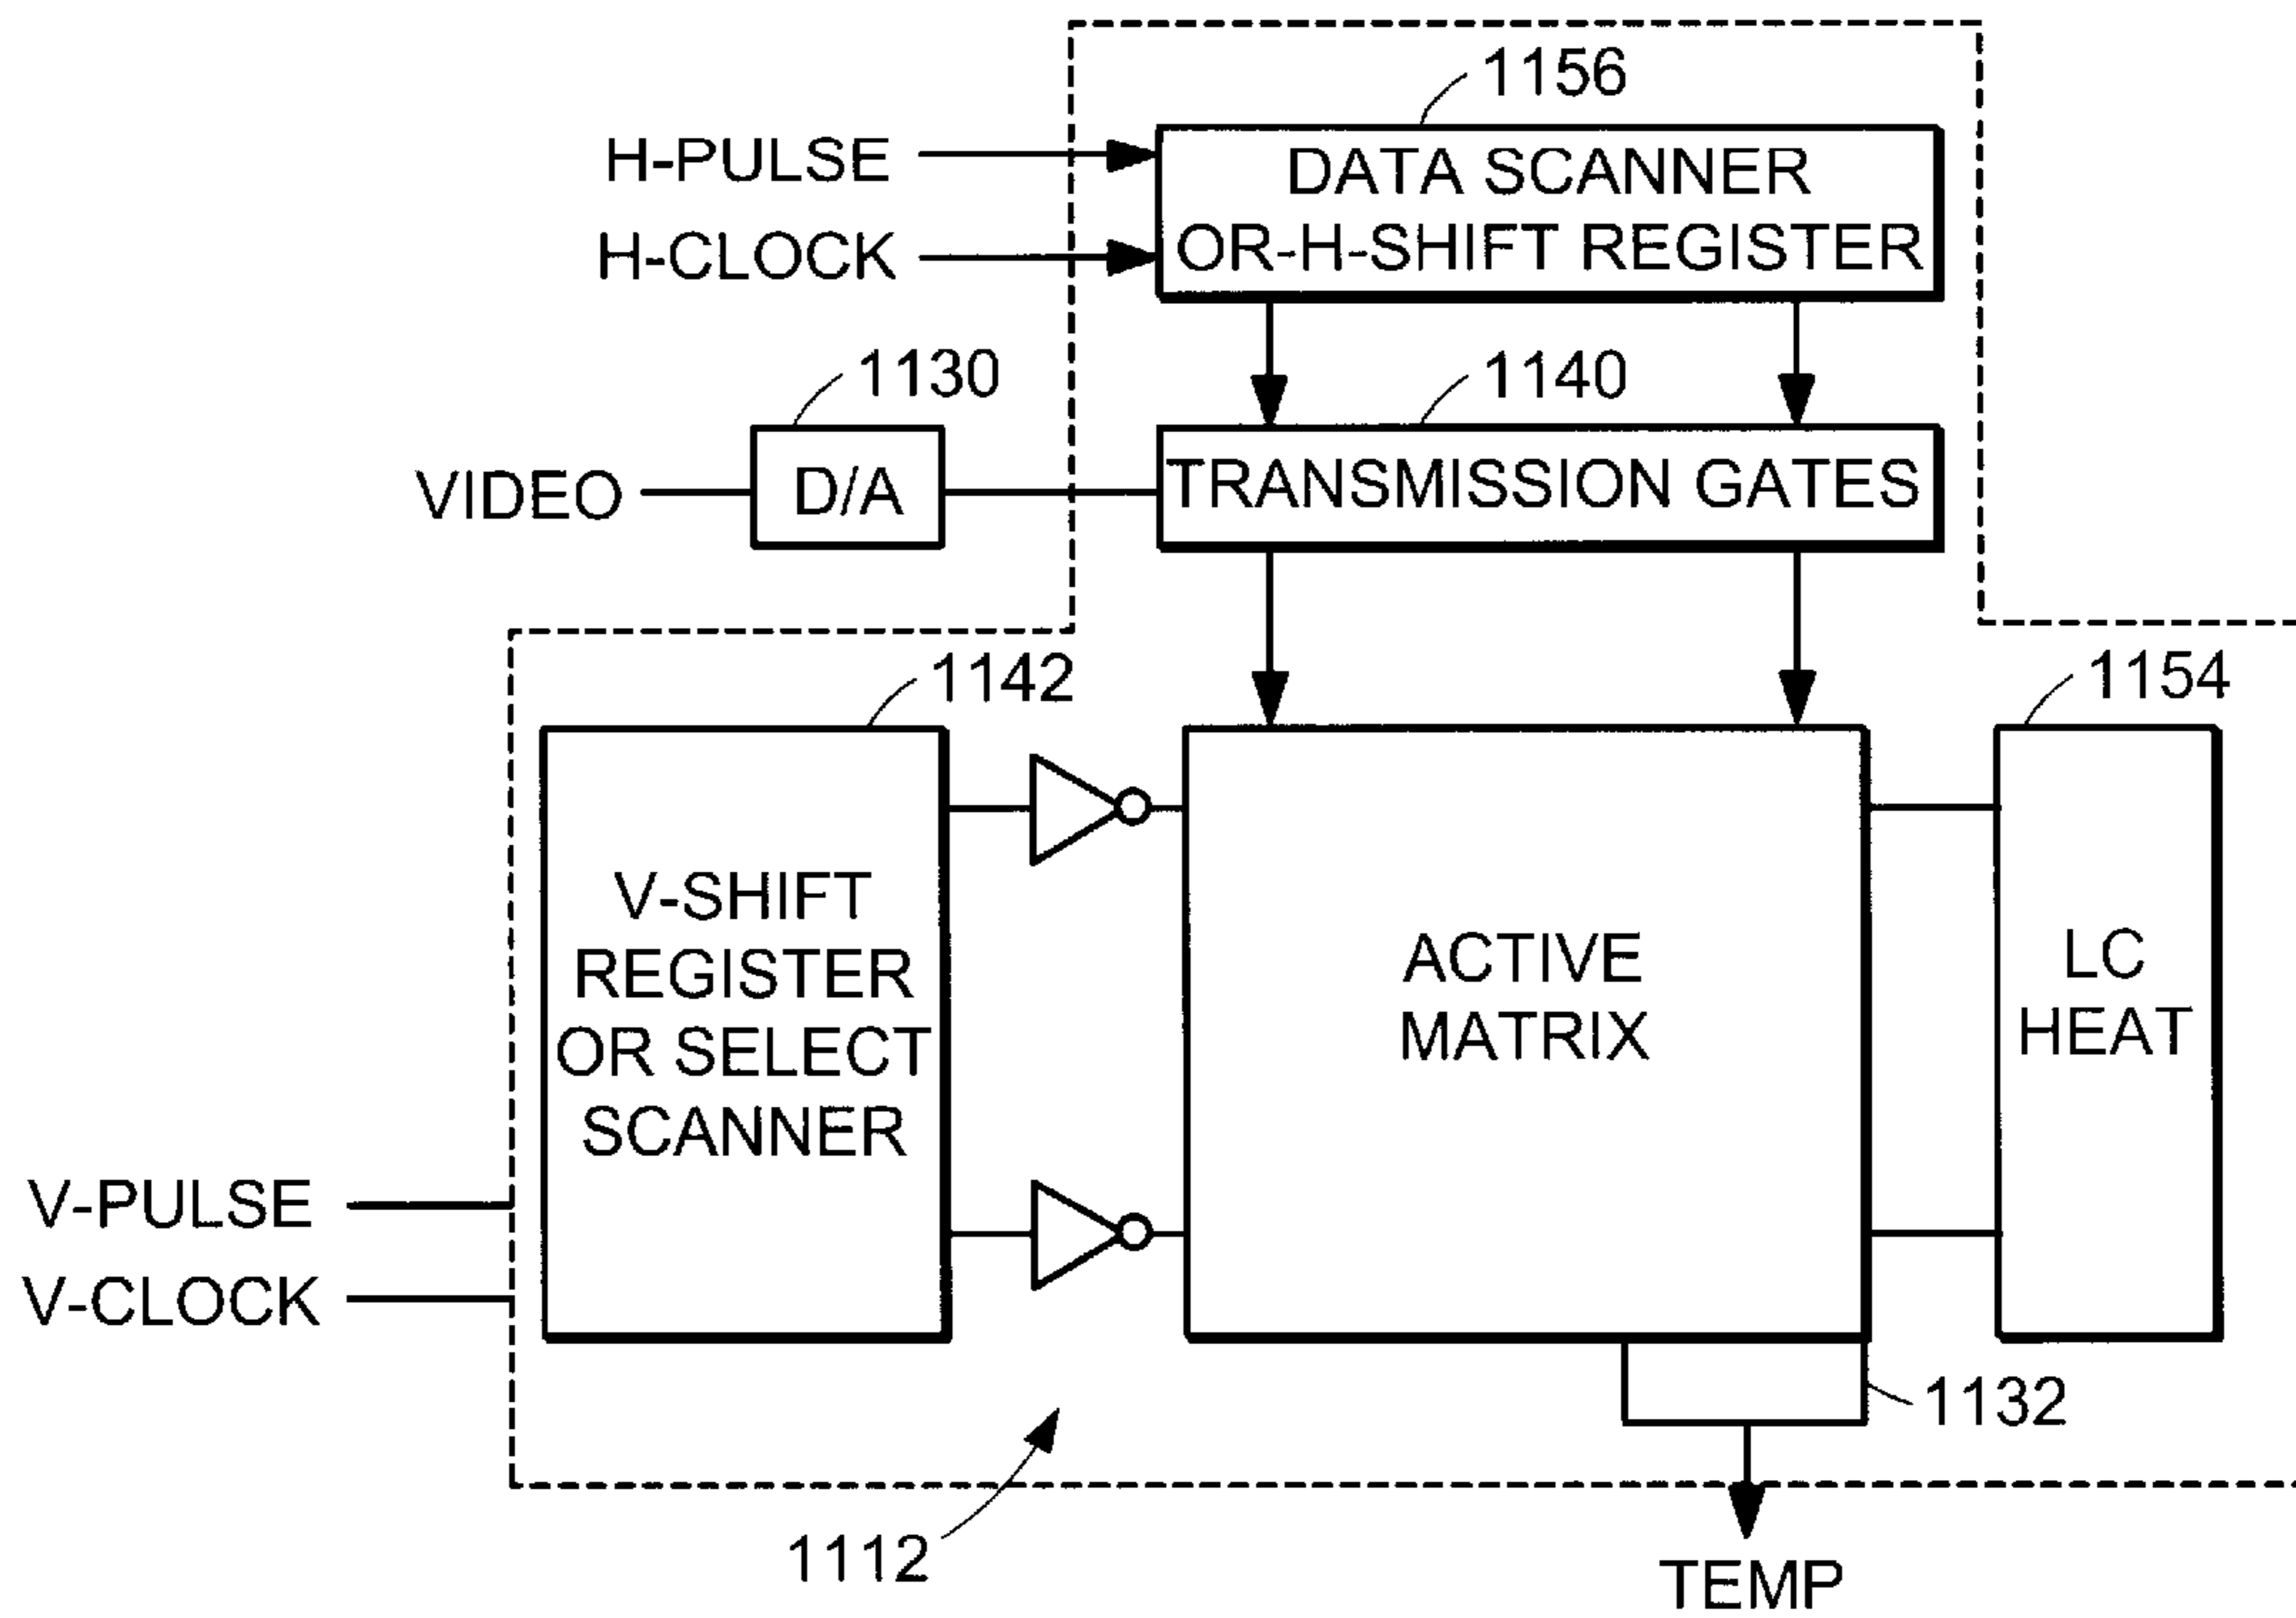 1156
H-PULSE
DATA SCANNER
H-CLOCK
OR-H-SHIFT REGISTER
1130
1140
VIDEO
D/A
TRANSMISSION GATES
1142
1154
V-SHIFT
REGISTER
OR SELECT
SCANNER
ACTIVE
MATRIX
LC
HEAT
V-PULSE
V-CLOCK
1132
1112
TEMP